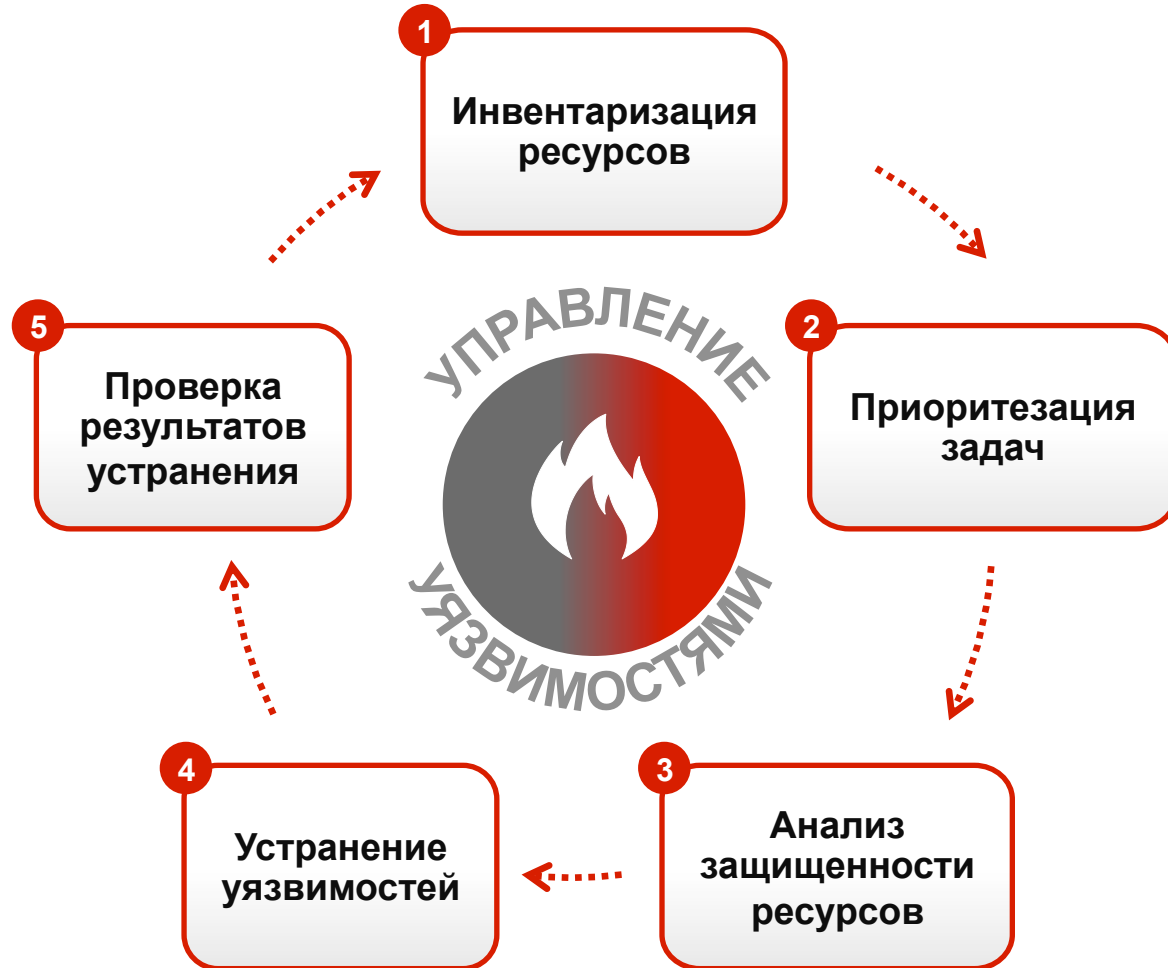 1
Инвентаризация
ресурсов
2
Приоритезация
задач
3
Анализ
защищенности
ресурсов
4
Устранение
уязвимостей
5
Проверка
результатов
устранения
УПРАВЛЕНИЕ
УЯЗВИМОСТЯМИ